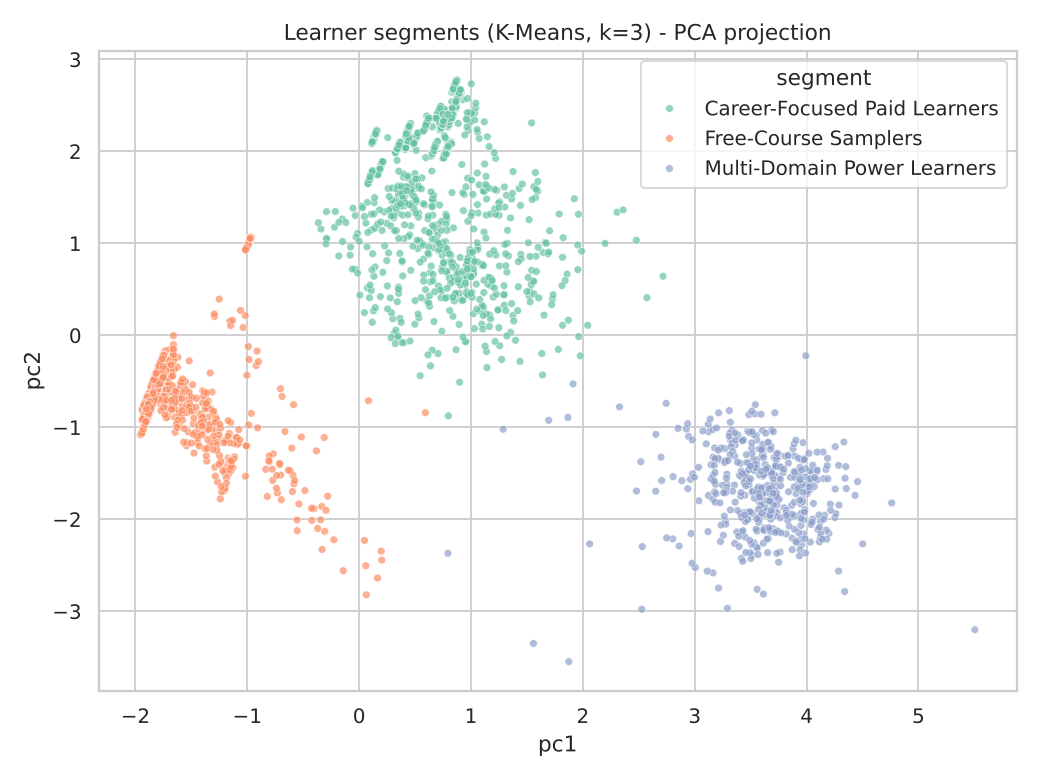 Learner segments (K-Means, k=3) - PCA projection
segment
Career-Focused Paid Learners
Free-Course Samplers
Multi-Domain Power Learners
3
2
1
0
−1
−2
−3
pc2
−2
−1
0
1
2
3
4
5
pc1